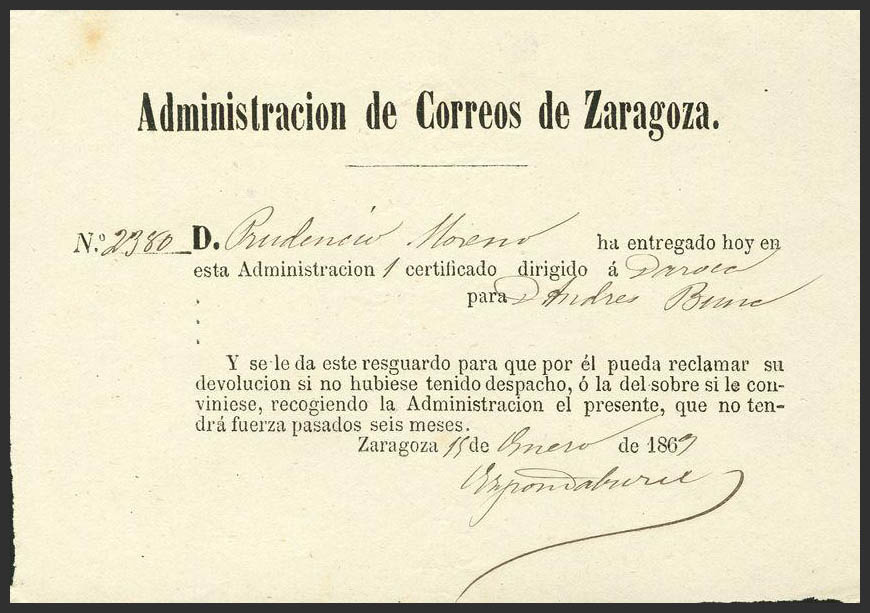 Administracion de Correos de Zaragoza.
N.º 2380 D. Prudencio Moreno ha entregado hoy en
esta Administracion 1 certificado dirigido á Daroca
para D Andres
Y se le da este resguardo para que por él pueda reclamar su
devolucion si no hubiese tenido despacho, ó la del sobre si le con-
viniese, recogiendo la Administracion el presente, que no ten-
drá fuerza pasados seis meses.
Zaragoza 15 de Enero de 1869